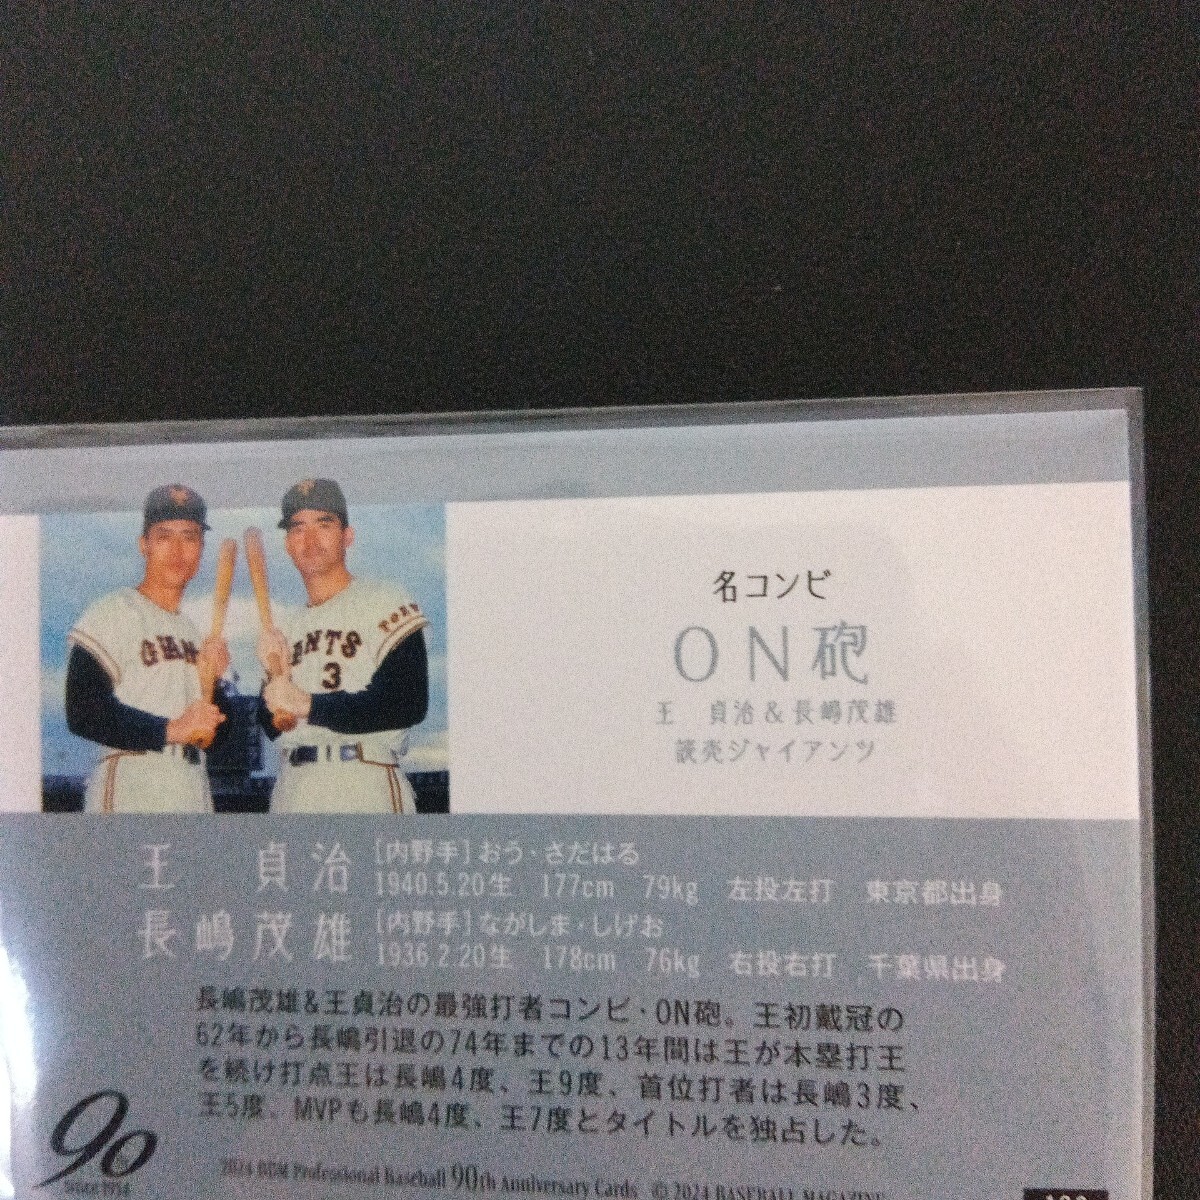 名コンビ
ON砲
王 貞治&長嶋茂雄
読売ジャイアンツ
GIAN
ANTS
3
TOKY
王 貞治 [内野手]おう・さだはる
1940.5.20生 177cm 79kg 左投左打 東京都出身
長嶋茂雄 [内野手]ながしま・しげお
1936.2.20生 178cm 76kg 右投右打 千葉県出身
長嶋茂雄&王貞治の最強打者コンビ・ON砲。王初戴冠の
62年から長嶋引退の74年までの13年間は王が本塁打王
を続け打点王は長嶋4度、王9度、首位打者は長嶋3度、
王5度。MVPも長嶋4度、王7度とタイトルを独占した。
90
Since 1934
2024 BBM Professional Baseball 90th Anniversary Cards © 2024 BASEBALL MAGAZINE